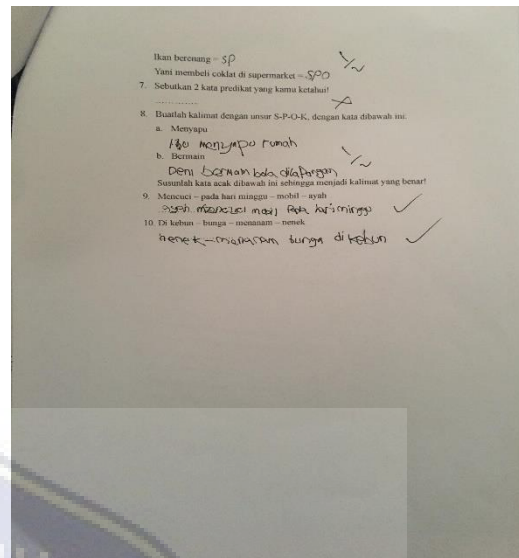 Ikan berenang = SP
Yani membeli coklat di supermarket = SPO
7. Sebutkan 2 kata predikat yang kamu ketahui!
.............
8. Buatlah kalimat dengan unsur S-P-O-K, dengan kata dibawah ini.
a. Menyapu
Ibu menyapu rumah
b. Bermain
Deni bermain bola dilapangan
Susunlah kata acak dibawah ini sehingga menjadi kalimat yang benar!
9. Mencuci – pada hari minggu – mobil – ayah
ayah mencuci mobil Pada hari minggu
10. Di kebun – bunga – menanam – nenek
nenek menanam bunga di kebun